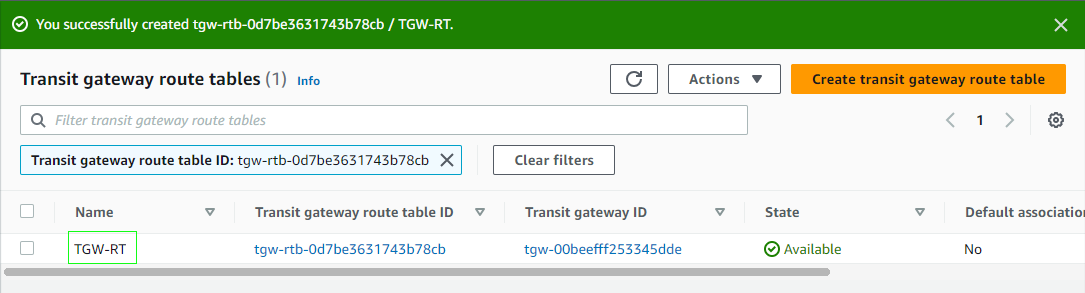 You successfully created tgw-rtb-0d7be3631743b78cb / TGW-RT.
Transit gateway route tables (1) Info
Actions
Create transit gateway route table
Filter transit gateway route tables
1
Transit gateway route table ID: tgw-rtb-0d7be3631743b78cb
Clear filters
Name Transit gateway route table ID Transit gateway ID State Default association
TGW-RT tgw-rtb-0d7be3631743b78cb tgw-00beefff253345dde Available No